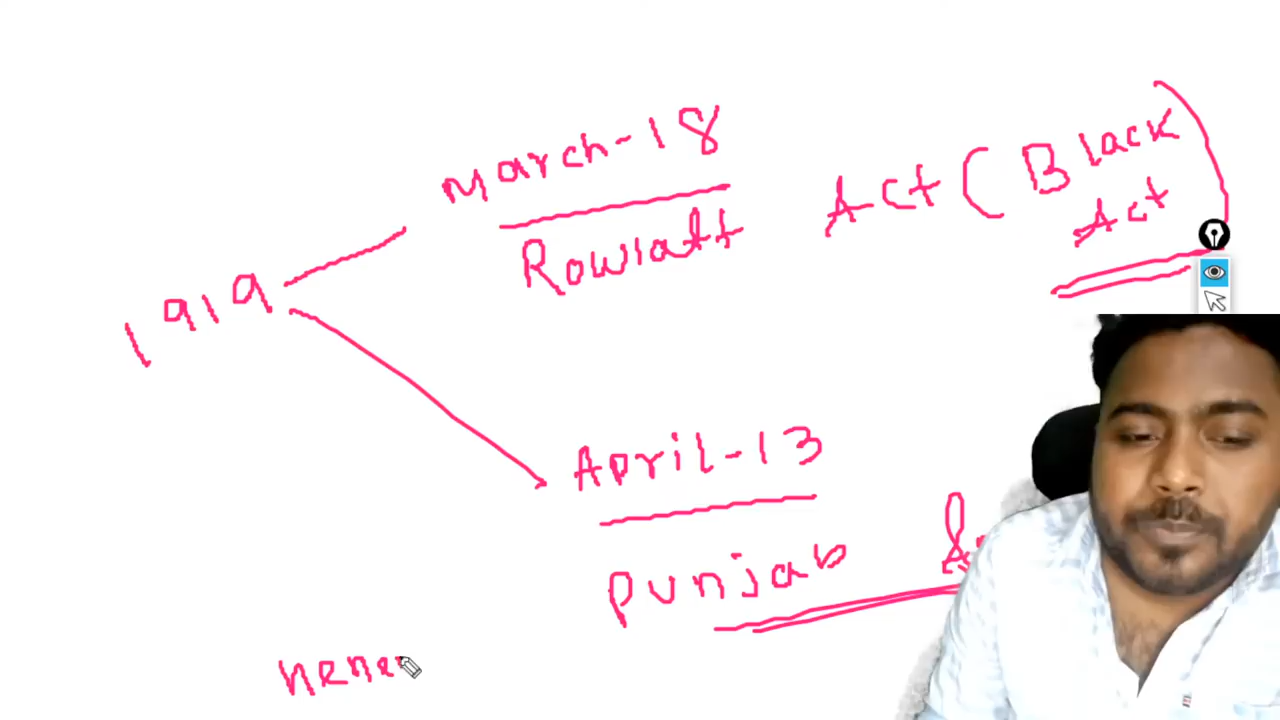 1919
March-18
Rowlatt Act (Black
Act)
April-13
Punjab